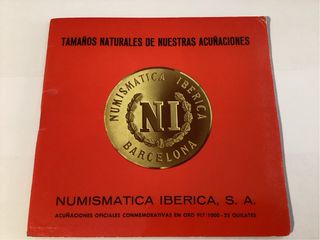 TAMAÑOS NATURALES DE NUESTRAS ACUÑACIONES
NUMISMATICA IBERICA
NI
BARCELONA
NUMISMATICA IBERICA, S. A.
ACUÑACIONES OFICIALES CONMEMORATIVAS EN ORO 917/1000 - 22 QUILATES